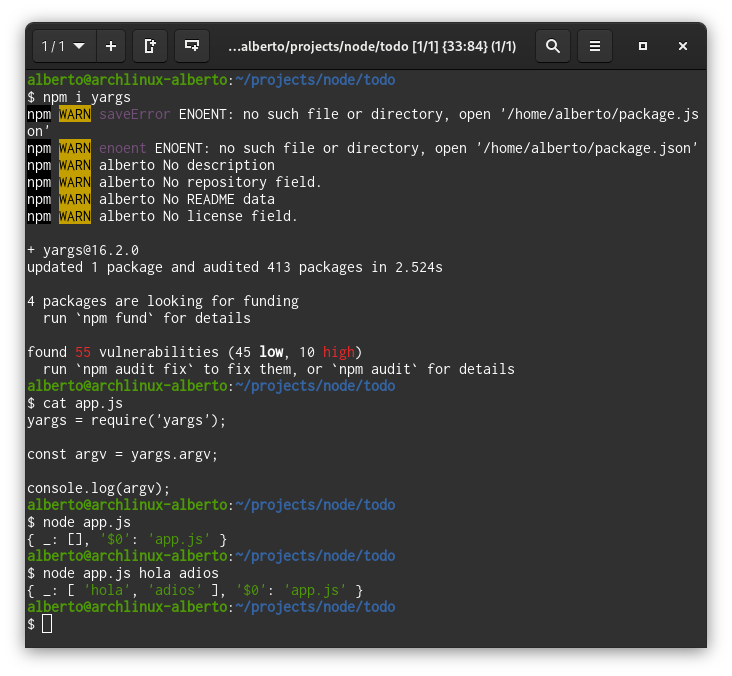 1 / 1
...alberto/projects/node/todo [1/1] {33:84} (1/1)
alberto@archlinux-alberto:~/projects/node/todo
$ npm i yargs
npm WARN saveError ENOENT: no such file or directory, open '/home/alberto/package.js
on'
npm WARN enoent ENOENT: no such file or directory, open '/home/alberto/package.json'
npm WARN alberto No description
npm WARN alberto No repository field.
npm WARN alberto No README data
npm WARN alberto No license field.

+ yargs@16.2.0
updated 1 package and audited 413 packages in 2.524s

4 packages are looking for funding
  run `npm fund` for details

found 55 vulnerabilities (45 low, 10 high)
  run `npm audit fix` to fix them, or `npm audit` for details
alberto@archlinux-alberto:~/projects/node/todo
$ cat app.js
yargs = require('yargs');

const argv = yargs.argv;

console.log(argv);
alberto@archlinux-alberto:~/projects/node/todo
$ node app.js
{ _: [], '$0': 'app.js' }
alberto@archlinux-alberto:~/projects/node/todo
$ node app.js hola adios
{ _: [ 'hola', 'adios' ], '$0': 'app.js' }
alberto@archlinux-alberto:~/projects/node/todo
$